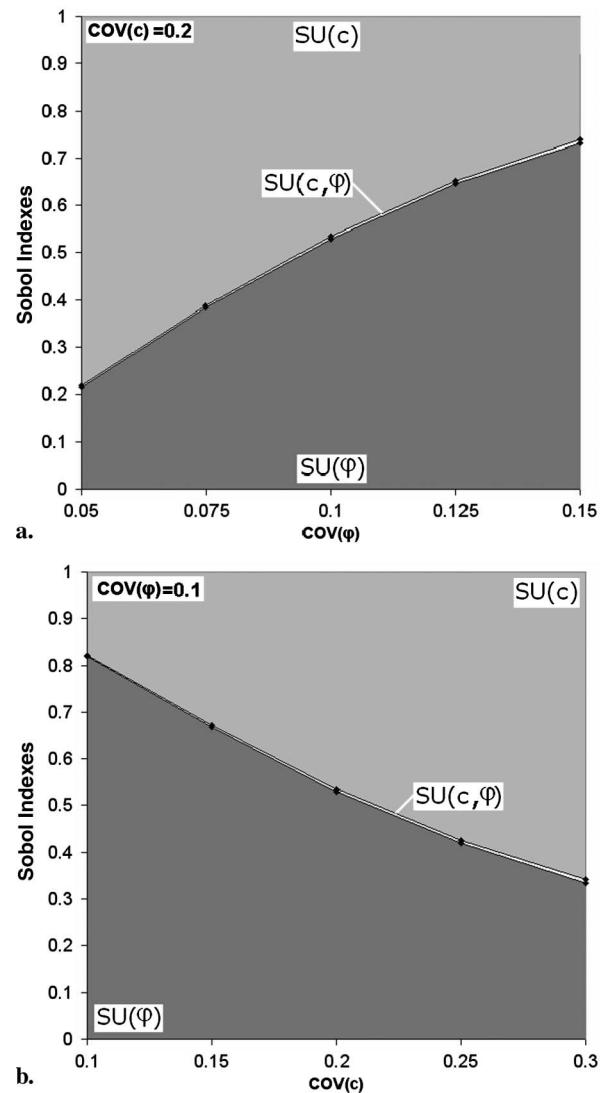 1
COV(c) =0.2
SU(c)
0.9
0.8
0.7
SU(c,φ)
0.6
0.5
0.4
0.3
0.2
0.1
SU(φ)
0
0.05 0.075 0.1 0.125 0.15
COV(φ)
Sobol Indexes
a.
1
COV(φ)=0.1
SU(c)
0.9
0.8
0.7
0.6
SU(c,φ)
0.5
0.4
0.3
0.2
0.1
SU(φ)
0
0.1 0.15 0.2 0.25 0.3
COV(c)
Sobol Indexes
b.